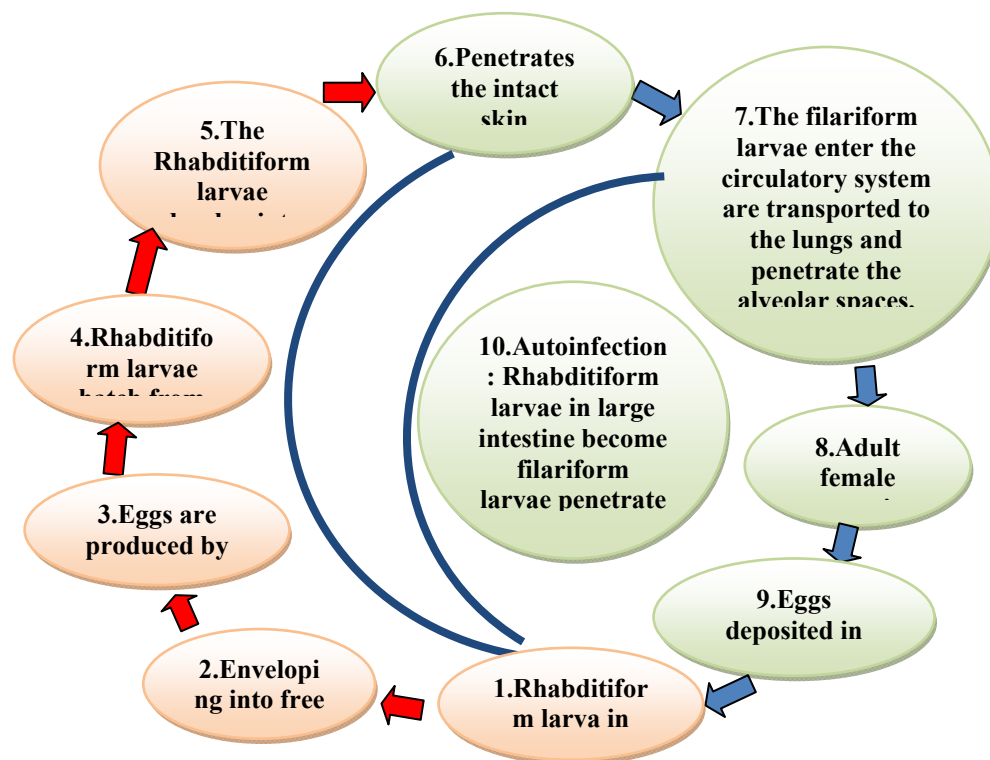 1.Rhabditifor
m larva in
2.Envelopi
ng into free
3.Eggs are
produced by
4.Rhabditifo
rm larvae
5.The
Rhabditiform
larvae
6.Penetrates
the intact
skin
7.The filariform
larvae enter the
circulatory system
are transported to
the lungs and
penetrate the
alveolar spaces.
8.Adult
female
9.Eggs
deposited in
10.Autoinfection
: Rhabditiform
larvae in large
intestine become
filariform
larvae penetrate